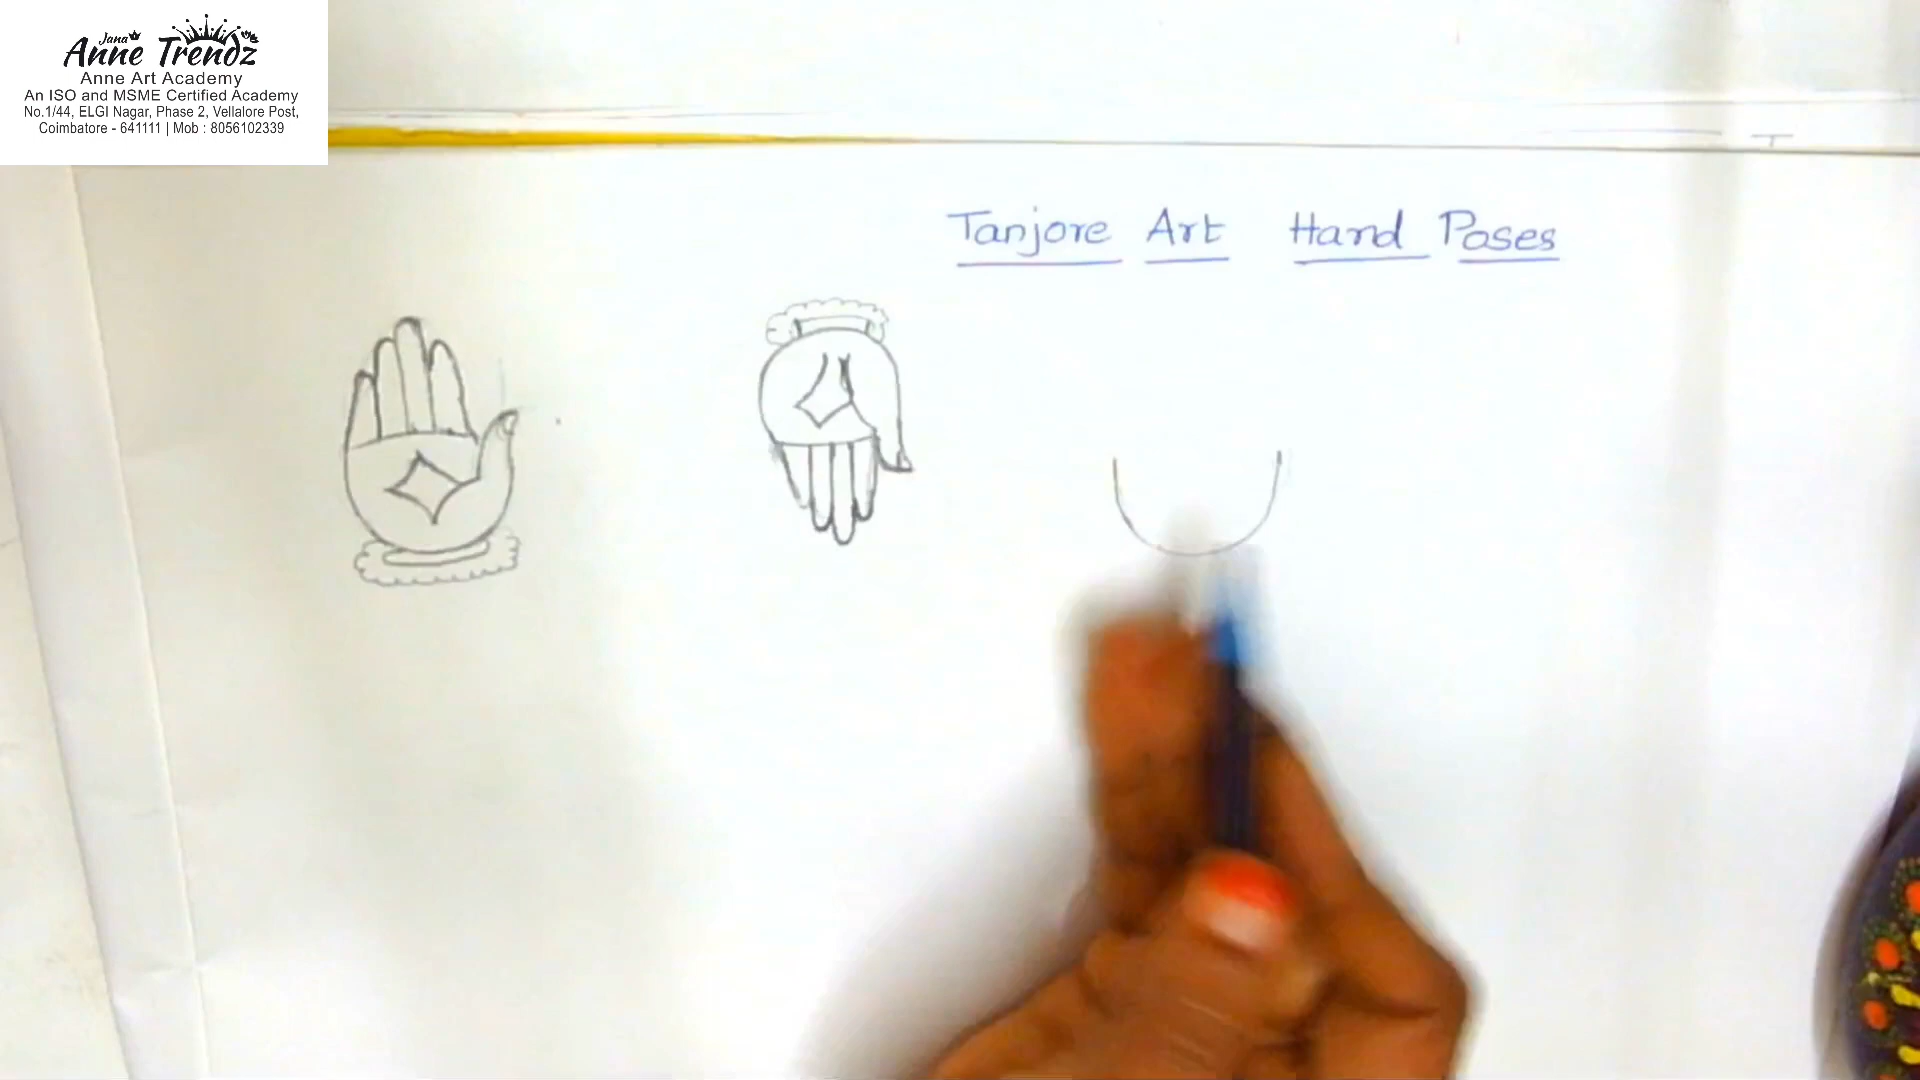 Jana
Anne Trendz
Anne Art Academy
An ISO and MSME Certified Academy
No.1/44, ELGI Nagar, Phase 2, Vellalore Post,
Coimbatore - 641111 | Mob : 8056102339
Tanjore Art Hand Poses